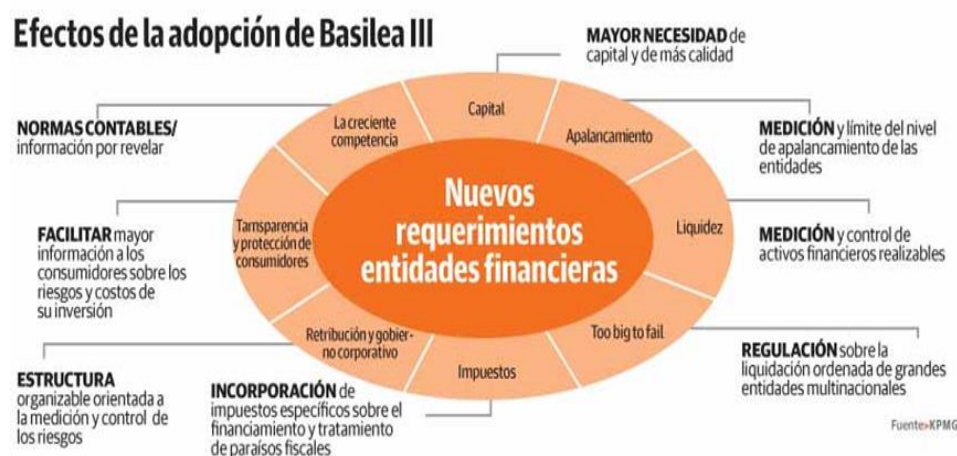 Efectos de la adopción de Basilea III
MAYOR NECESIDAD de
capital y de más calidad
NORMAS CONTABLES/
información por revelar
La creciente
competencia
Capital
Apalancamiento
MEDICIÓN y límite del nivel
de apalancamiento de las
entidades
FACILITAR mayor
información a los
consumidores sobre los
riesgos y costos de
su inversión
Tarnsparencia
y protección de
consumidores
Nuevos
requerimientos
entidades financieras
Liquidez
MEDICIÓN y control de
activos financieros realizables
Retribución y gobier-
no corporativo
Impuestos
Too big to fail
REGULACIÓN sobre la
liquidación ordenada de grandes
entidades multinacionales
ESTRUCTURA
organizable orientada a
la medición y control de
los riesgos
INCORPORACIÓN de
impuestos específicos sobre el
financiamiento y tratamiento
de paraísos fiscales
Fuente>KPMG